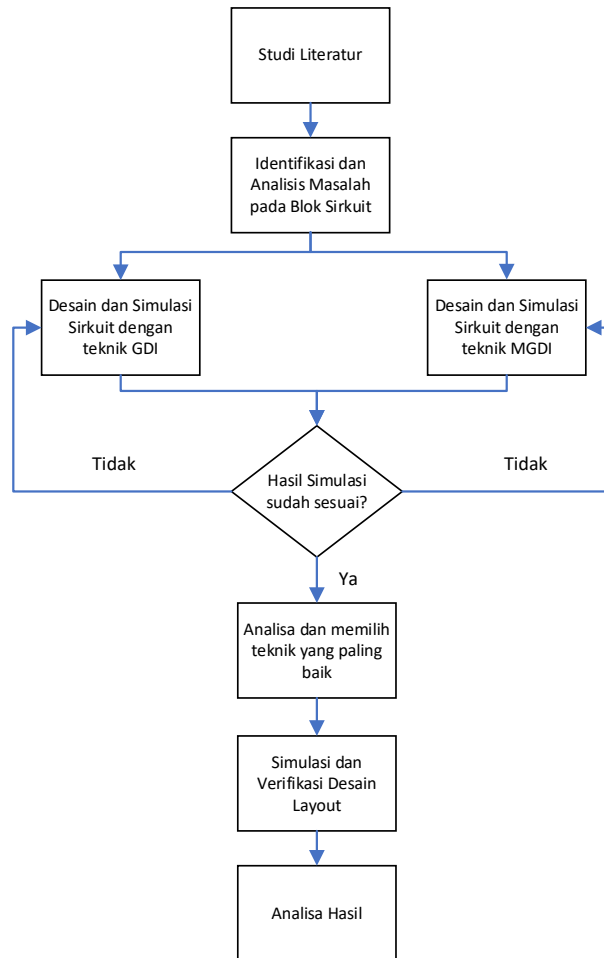 Studi Literatur
Identifikasi dan
Analisis Masalah
pada Blok Sirkuit
Desain dan Simulasi
Sirkuit dengan
teknik GDI
Desain dan Simulasi
Sirkuit dengan
teknik MGDI
Tidak
Hasil Simulasi
sudah sesuai?
Tidak
Ya
Analisa dan memilih
teknik yang paling
baik
Simulasi dan
Verifikasi Desain
Layout
Analisa Hasil